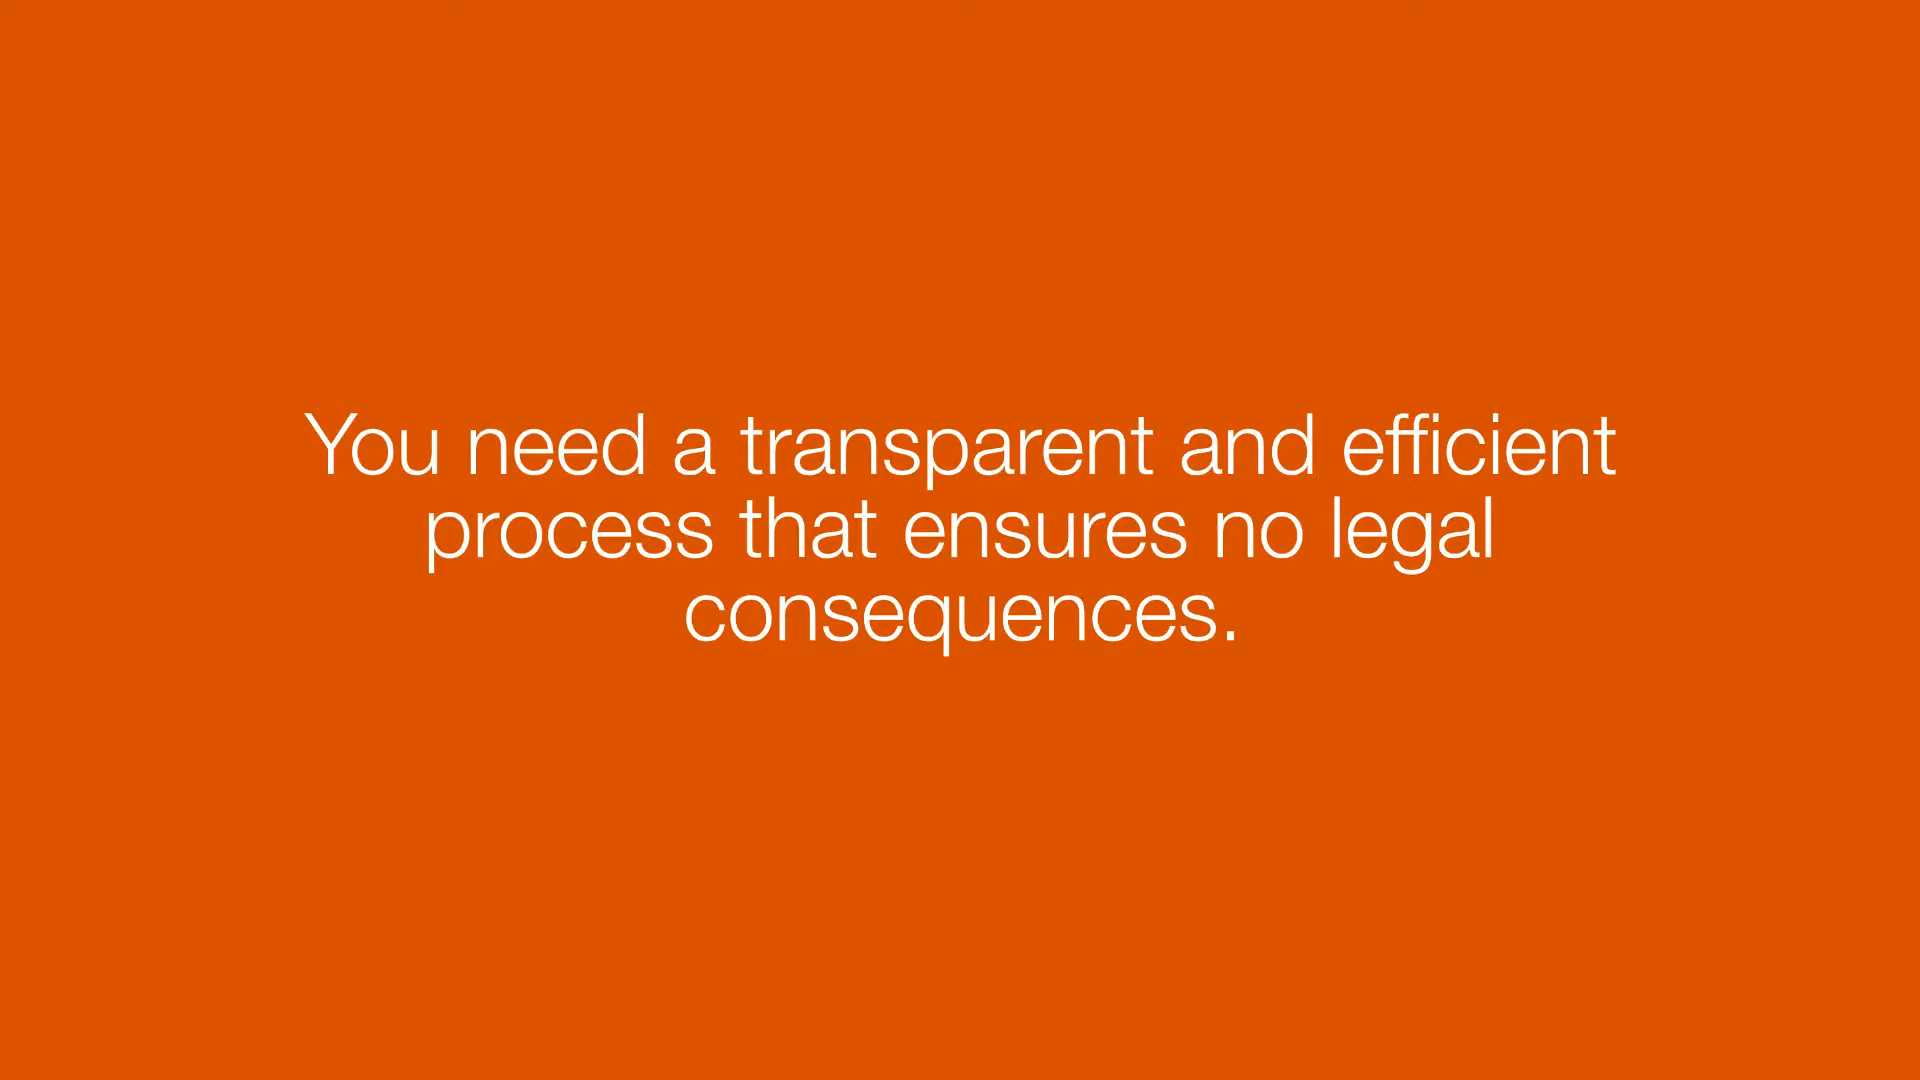 You need a transparent and efficient
process that ensures no legal
consequences.